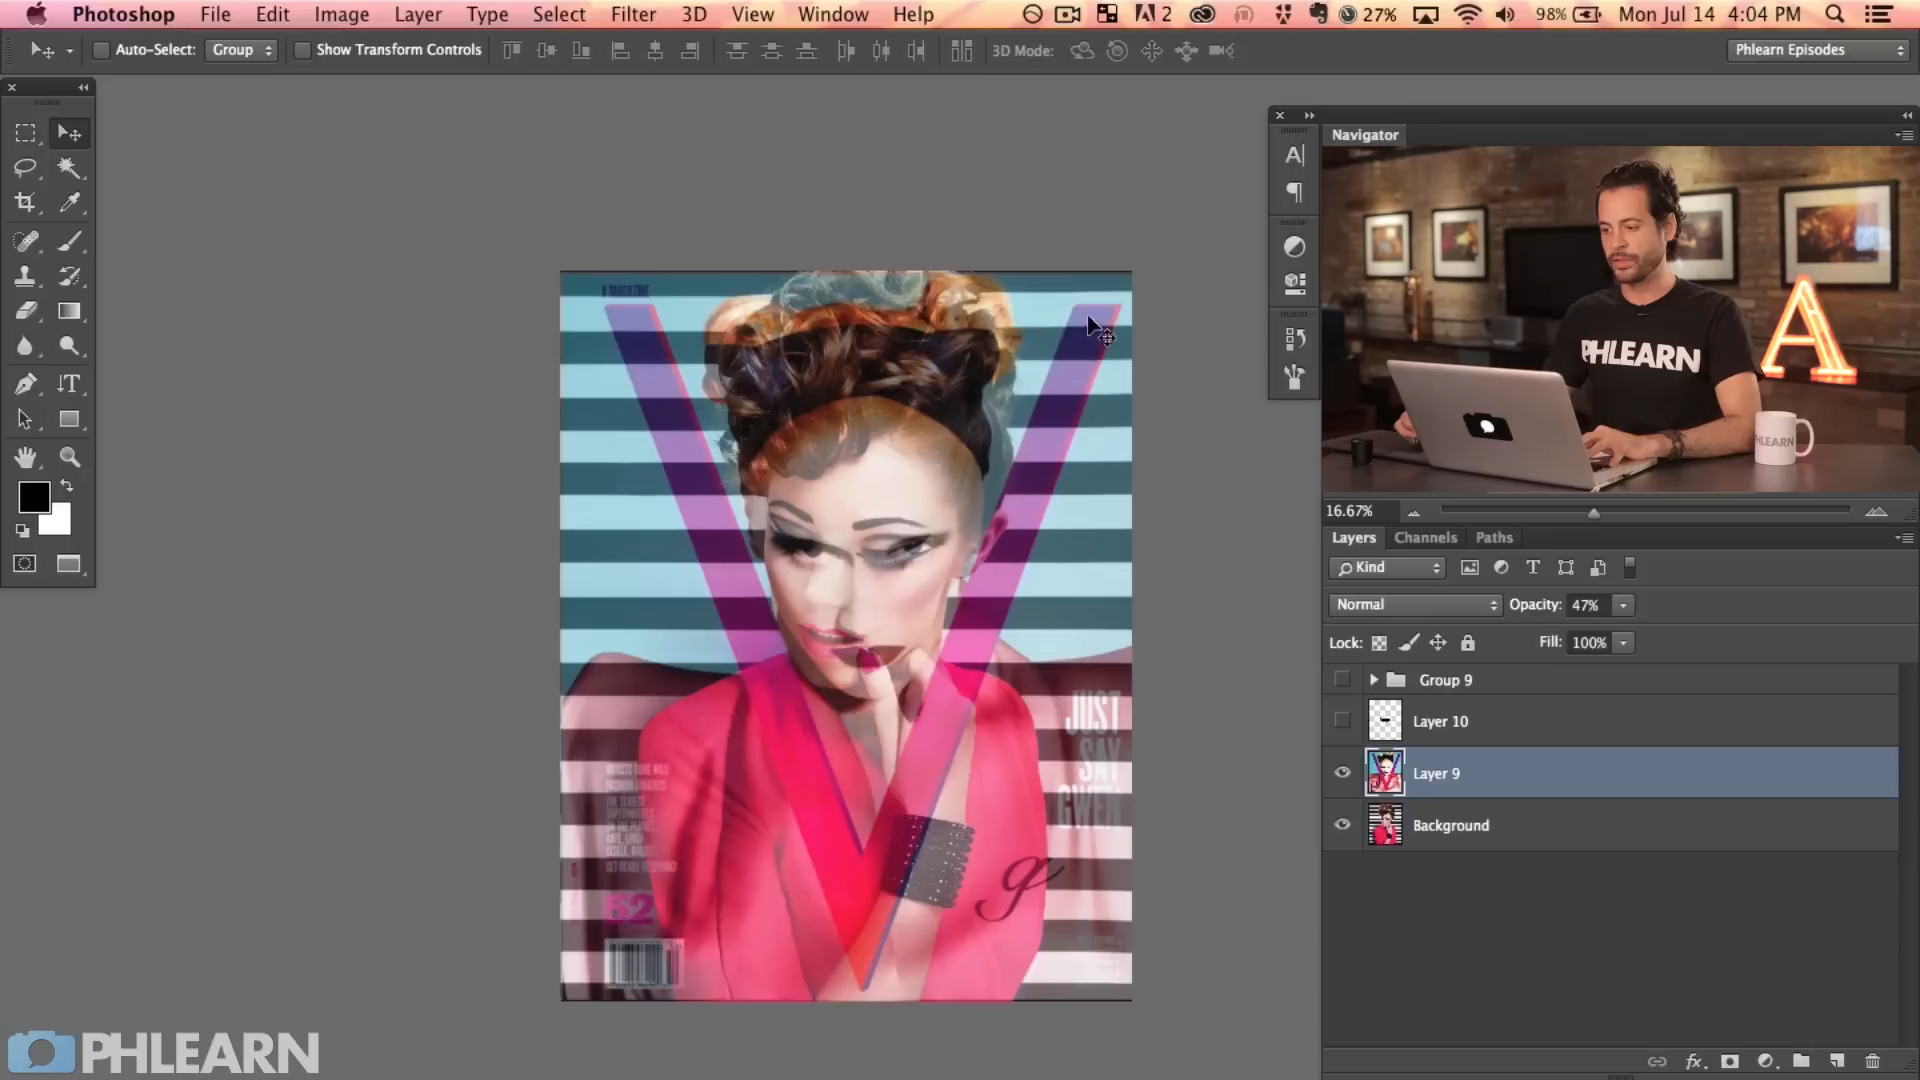 Photoshop File Edit Image Layer Type Select Filter 3D View Window Help 2 27% 98% Mon Jul 14 4:04 PM
Auto-Select: Group Show Transform Controls 3D Mode: Phlearn Episodes
Navigator
A
PHLEARN
16.67%
Layers Channels Paths
Kind
Normal Opacity: 47%
Lock: Fill: 100%
Group 9
Layer 10
Layer 9
Background
V MAGAZINE
V
JUST
SAY
GWEN
52
g
PHLEARN